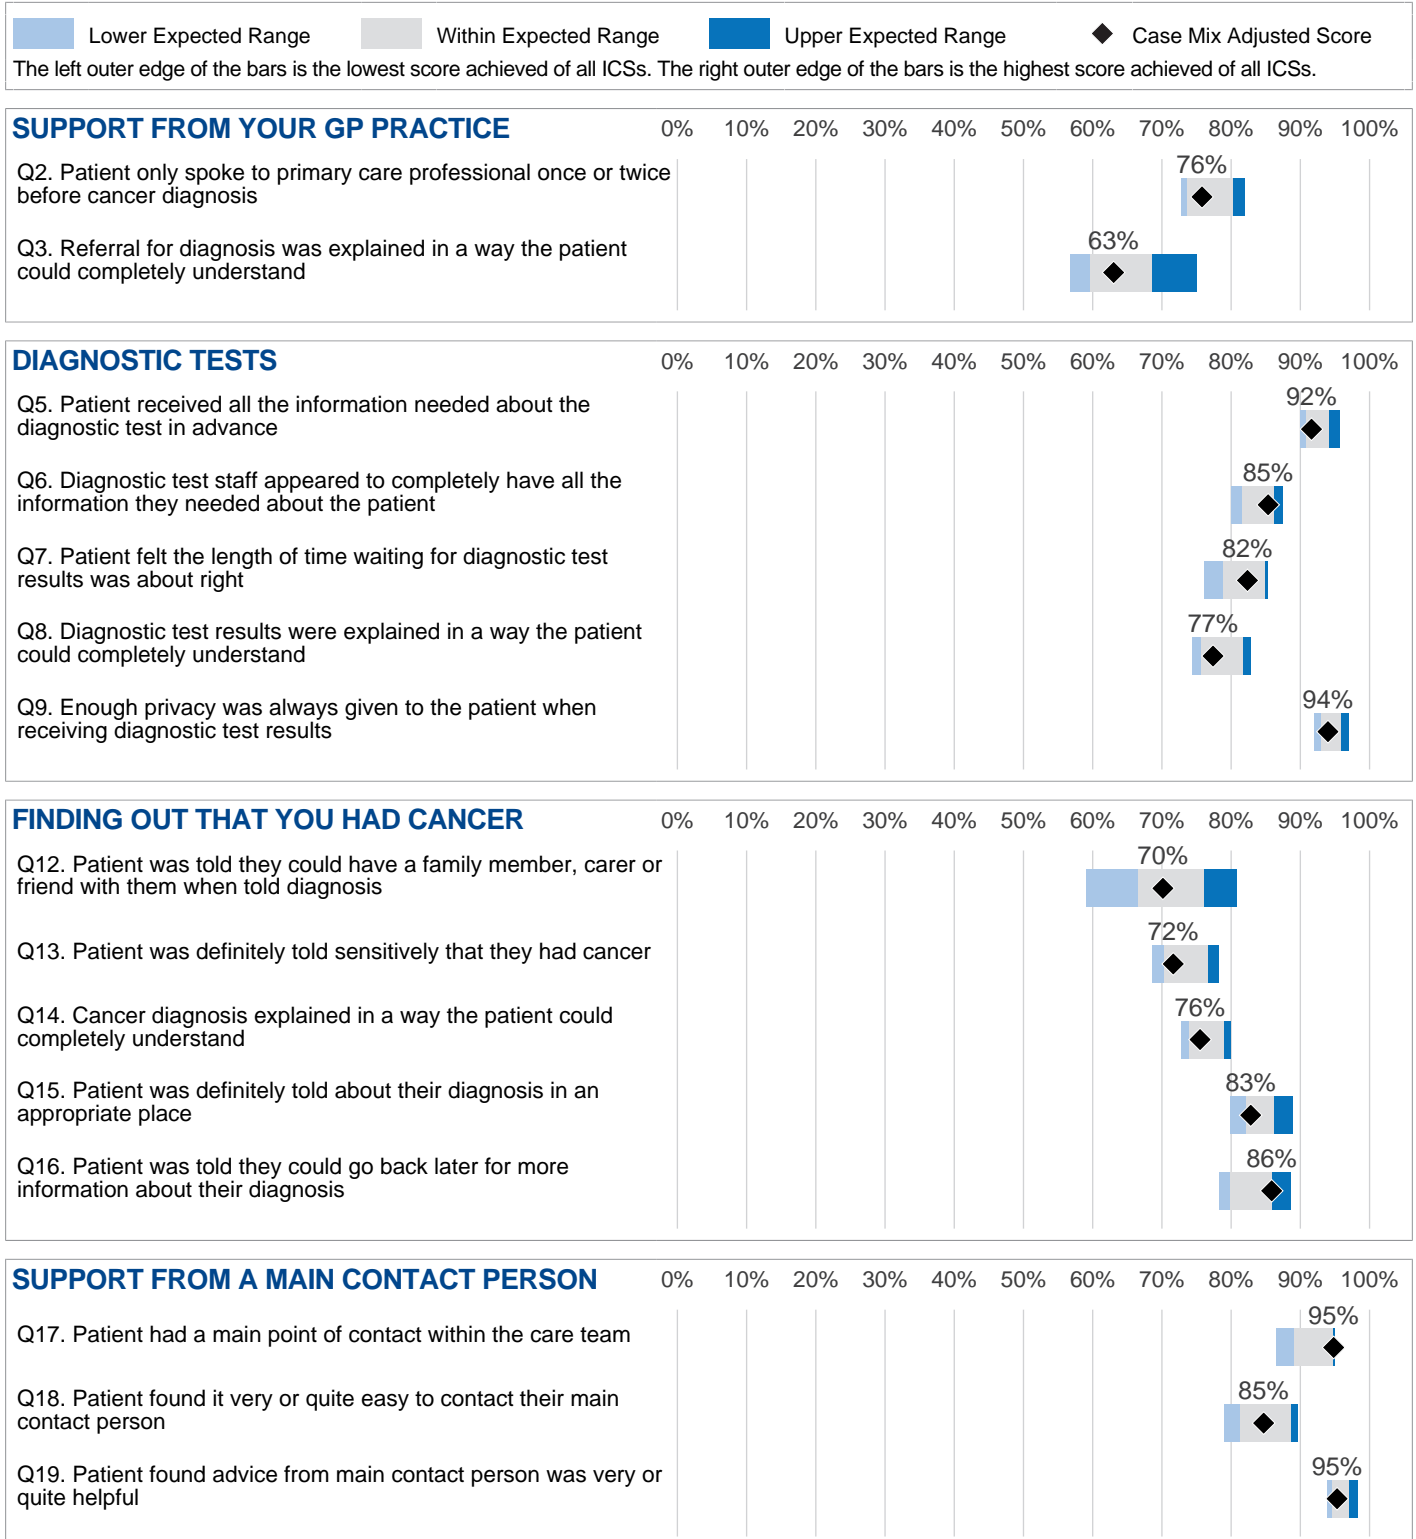 Lower Expected Range Within Expected Range Upper Expected Range Case Mix Adjusted Score
The left outer edge of the bars is the lowest score achieved of all ICSs. The right outer edge of the bars is the highest score achieved of all ICSs.
SUPPORT FROM YOUR GP PRACTICE 0% 10% 20% 30% 40% 50% 60% 70% 80% 90% 100%
Q2. Patient only spoke to primary care professional once or twice
before cancer diagnosis
76%
Q3. Referral for diagnosis was explained in a way the patient
could completely understand
63%
DIAGNOSTIC TESTS 0% 10% 20% 30% 40% 50% 60% 70% 80% 90% 100%
Q5. Patient received all the information needed about the
diagnostic test in advance
92%
Q6. Diagnostic test staff appeared to completely have all the
information they needed about the patient
85%
Q7. Patient felt the length of time waiting for diagnostic test
results was about right
82%
Q8. Diagnostic test results were explained in a way the patient
could completely understand
77%
Q9. Enough privacy was always given to the patient when
receiving diagnostic test results
94%
FINDING OUT THAT YOU HAD CANCER 0% 10% 20% 30% 40% 50% 60% 70% 80% 90% 100%
Q12. Patient was told they could have a family member, carer or
friend with them when told diagnosis
70%
Q13. Patient was definitely told sensitively that they had cancer
72%
Q14. Cancer diagnosis explained in a way the patient could
completely understand
76%
Q15. Patient was definitely told about their diagnosis in an
appropriate place
83%
Q16. Patient was told they could go back later for more
information about their diagnosis
86%
SUPPORT FROM A MAIN CONTACT PERSON 0% 10% 20% 30% 40% 50% 60% 70% 80% 90% 100%
Q17. Patient had a main point of contact within the care team
95%
Q18. Patient found it very or quite easy to contact their main
contact person
85%
Q19. Patient found advice from main contact person was very or
quite helpful
95%